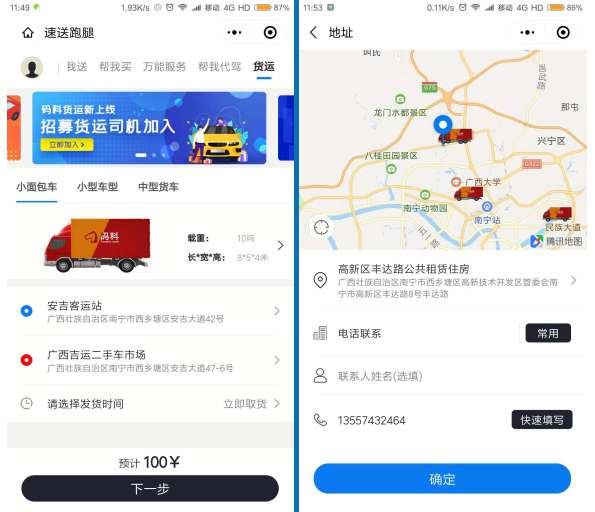 11:49
1.93K/s
移动
4G HD
87%
速送跑腿
我送
帮我买
万能服务
帮我代驾
货运
码科货运新上线
招募货运司机加入
立即加入
小面包车
小型车型
中型货车
码科
载重：
10吨
长*宽*高：
8*5*4米
安吉客运站
广西壮族自治区南宁市西乡塘区安吉大道42号
广西吉运二手车市场
广西壮族自治区南宁市西乡塘区安吉大道47-6号
请选择发货时间
立即取货
预计 100¥
下一步
11:53
0.11K/s
移动
4G HD
86%
地址
龙门水都景区
那屯
兴宁区
八桂田园景区
广西大学
南宁动物园
南宁站
民族大道
腾讯地图
高新区丰达路公共租赁住房
广西壮族自治区南宁市西乡塘区高新技术开发区管委会南
宁市高新区丰达路8号丰达路
电话联系
常用
联系人姓名(选填)
13557432464
快速填写
确定